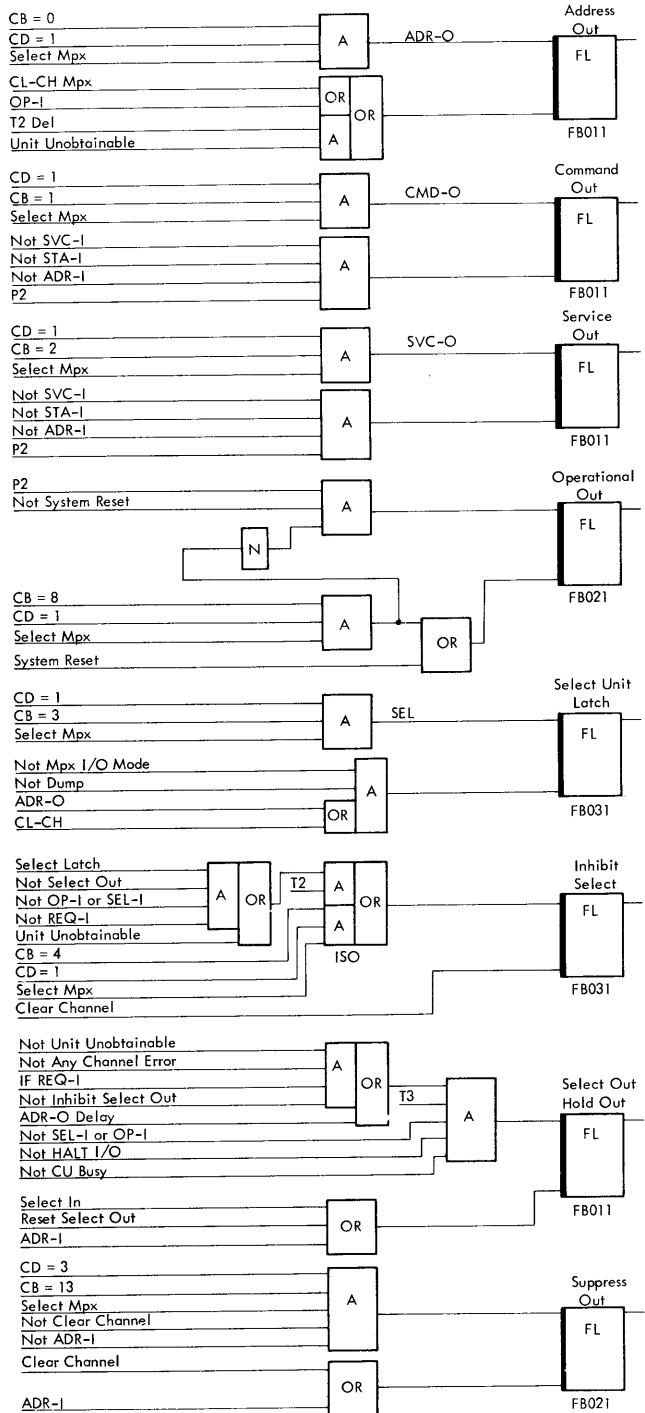 CB = 0
CD = 1
Select Mpx
A
ADR-O
Address
Out
FL
FB011
CL-CH Mpx
OP-I
T2 Del
Unit Unobtainable
OR
A
OR
CD = 1
CB = 1
Select Mpx
A
CMD-O
Command
Out
FL
FB011
Not SVC-I
Not STA-I
Not ADR-I
P2
A
CD = 1
CB = 2
Select Mpx
A
SVC-O
Service
Out
FL
FB011
Not SVC-I
Not STA-I
Not ADR-I
P2
A
P2
Not System Reset
A
N
Operational
Out
FL
FB021
CB = 8
CD = 1
Select Mpx
System Reset
A
OR
CD = 1
CB = 3
Select Mpx
A
SEL
Select Unit
Latch
FL
FB031
Not Mpx I/O Mode
Not Dump
ADR-O
CL-CH
OR
A
Select Latch
Not Select Out
Not OP-I or SEL-I
Not REQ-I
Unit Unobtainable
CB = 4
CD = 1
Select Mpx
Clear Channel
A
OR
T2
A
A
OR
ISO
Inhibit
Select
FL
FB031
Not Unit Unobtainable
Not Any Channel Error
IF REQ-I
Not Inhibit Select Out
ADR-O Delay
Not SEL-I or OP-I
Not HALT I/O
Not CU Busy
A
OR
T3
A
Select Out
Hold Out
FL
FB011
Select In
Reset Select Out
ADR-I
OR
CD = 3
CB = 13
Select Mpx
Not Clear Channel
Not ADR-I
A
Suppress
Out
FL
FB021
Clear Channel
ADR-I
OR